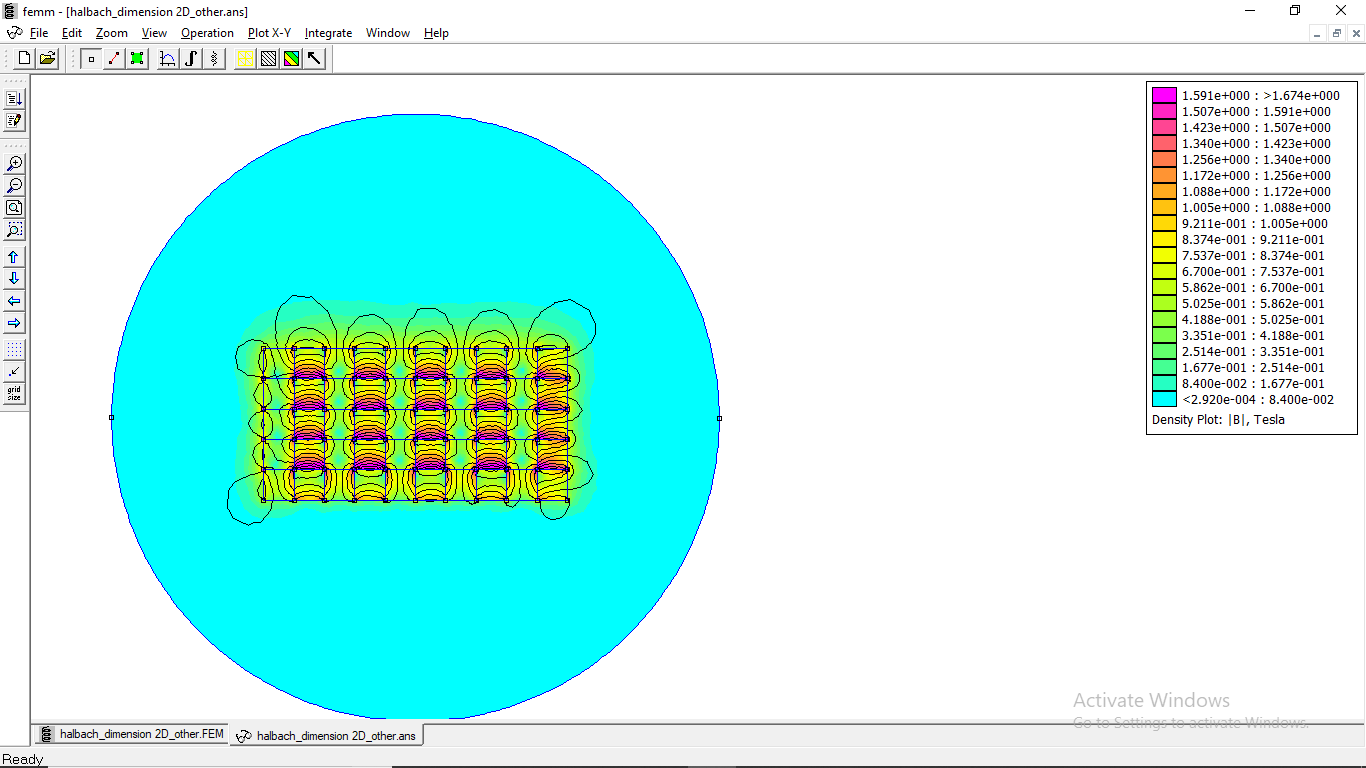 femm - [halbach_dimension 2D_other.ans]
File Edit Zoom View Operation Plot X-Y Integrate Window Help
grid
size
1.591e+000 : >1.674e+000
1.507e+000 : 1.591e+000
1.423e+000 : 1.507e+000
1.340e+000 : 1.423e+000
1.256e+000 : 1.340e+000
1.172e+000 : 1.256e+000
1.088e+000 : 1.172e+000
1.005e+000 : 1.088e+000
9.211e-001 : 1.005e+000
8.374e-001 : 9.211e-001
7.537e-001 : 8.374e-001
6.700e-001 : 7.537e-001
5.862e-001 : 6.700e-001
5.025e-001 : 5.862e-001
4.188e-001 : 5.025e-001
3.351e-001 : 4.188e-001
2.514e-001 : 3.351e-001
1.677e-001 : 2.514e-001
8.400e-002 : 1.677e-001
<2.920e-004 : 8.400e-002
Density Plot: |B|, Tesla
Activate Windows
Go to Settings to activate Windows.
halbach_dimension 2D_other.FEM
halbach_dimension 2D_other.ans
Ready